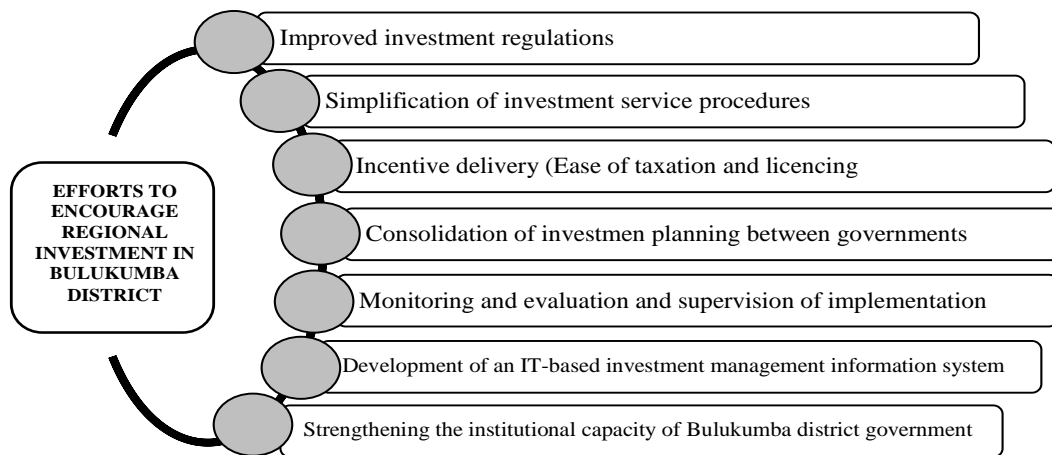 Improved investment regulations
Simplification of investment service procedures
Incentive delivery (Ease of taxation and licencing
EFFORTS TO
ENCOURAGE
REGIONAL
INVESTMENT IN
BULUKUMBA
DISTRICT
Consolidation of investmen planning between governments
Monitoring and evaluation and supervision of implementation
Development of an IT-based investment management information system
Strengthening the institutional capacity of Bulukumba district government